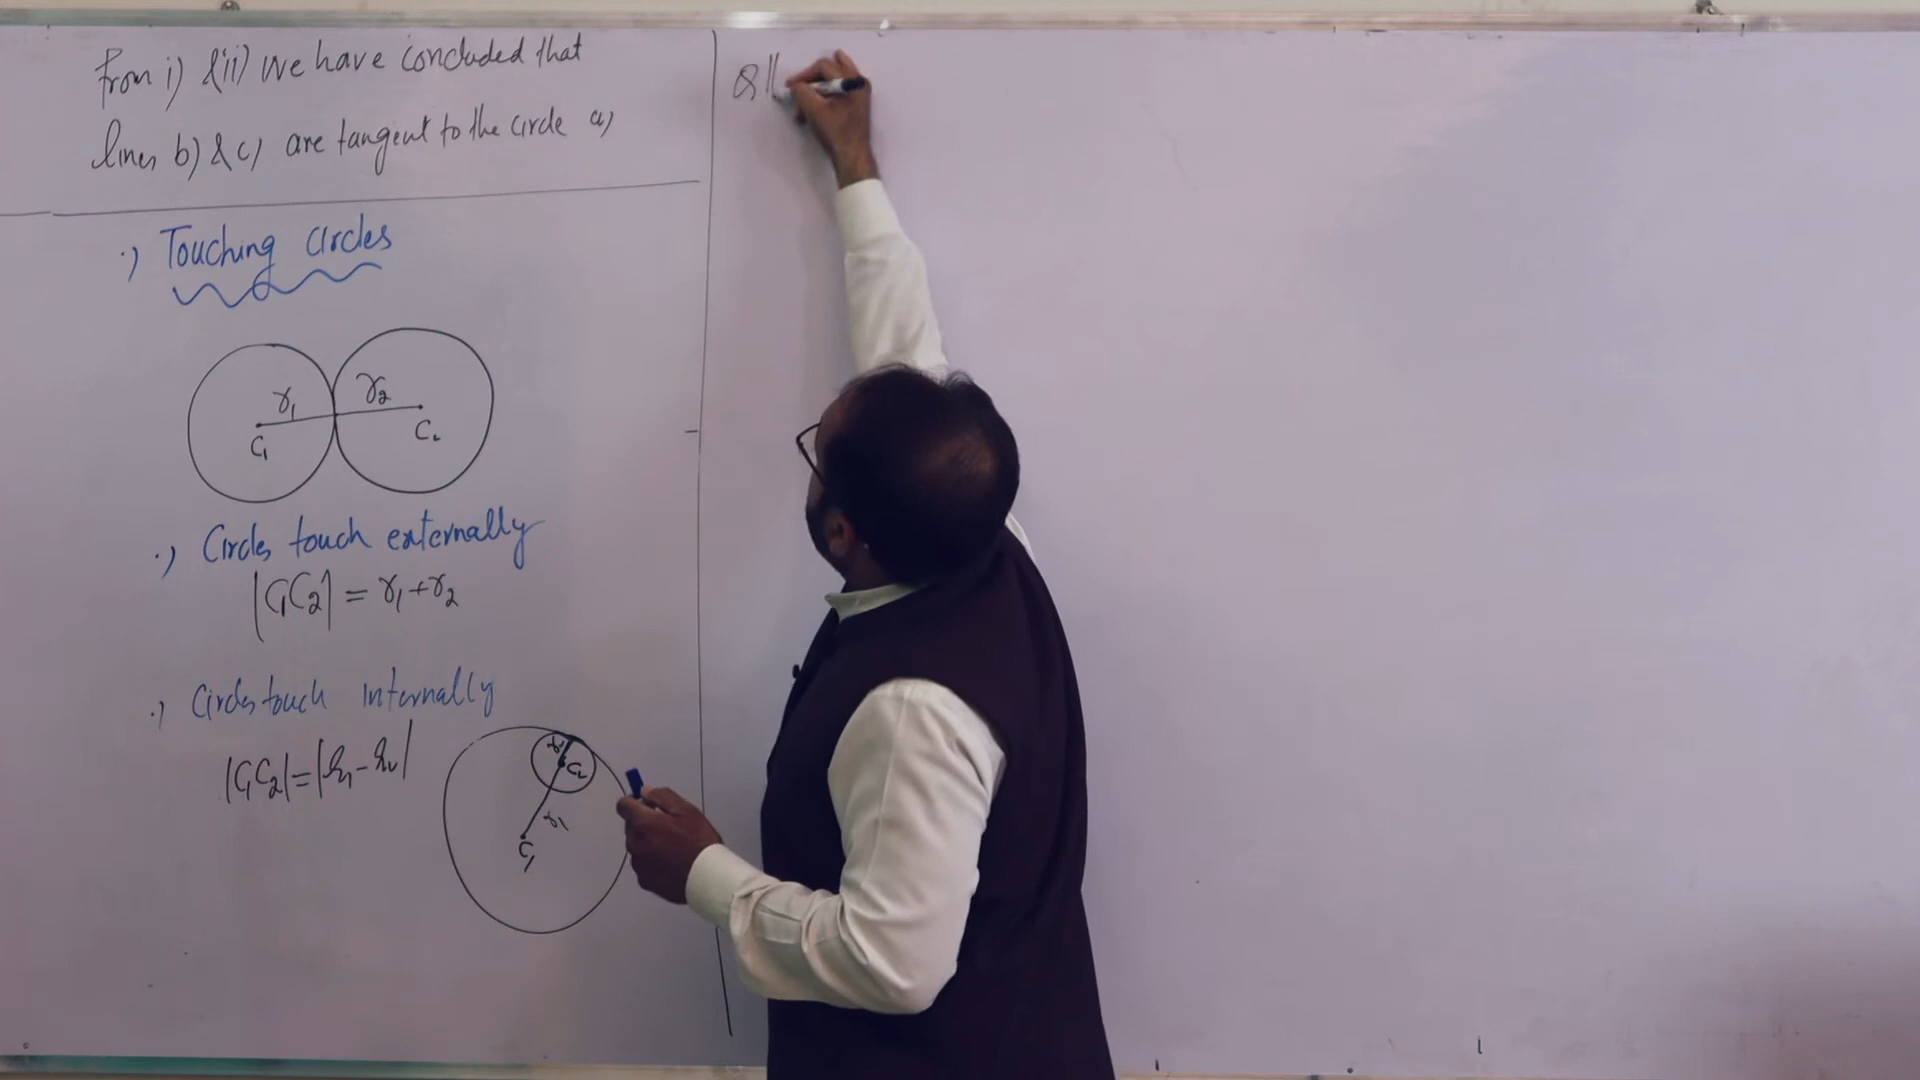 from i) & ii) we have concluded that
lines b) & c) are tangent to the circle a)
·) Touching circles
r₁ r₂
C₁ C₂
·) Circles touch externally
|C₁C₂| = r₁+r₂
·) Circles touch internally
|C₁C₂| = |r₁-r₂|
r₂
C₂
r₁
C₁
Q11